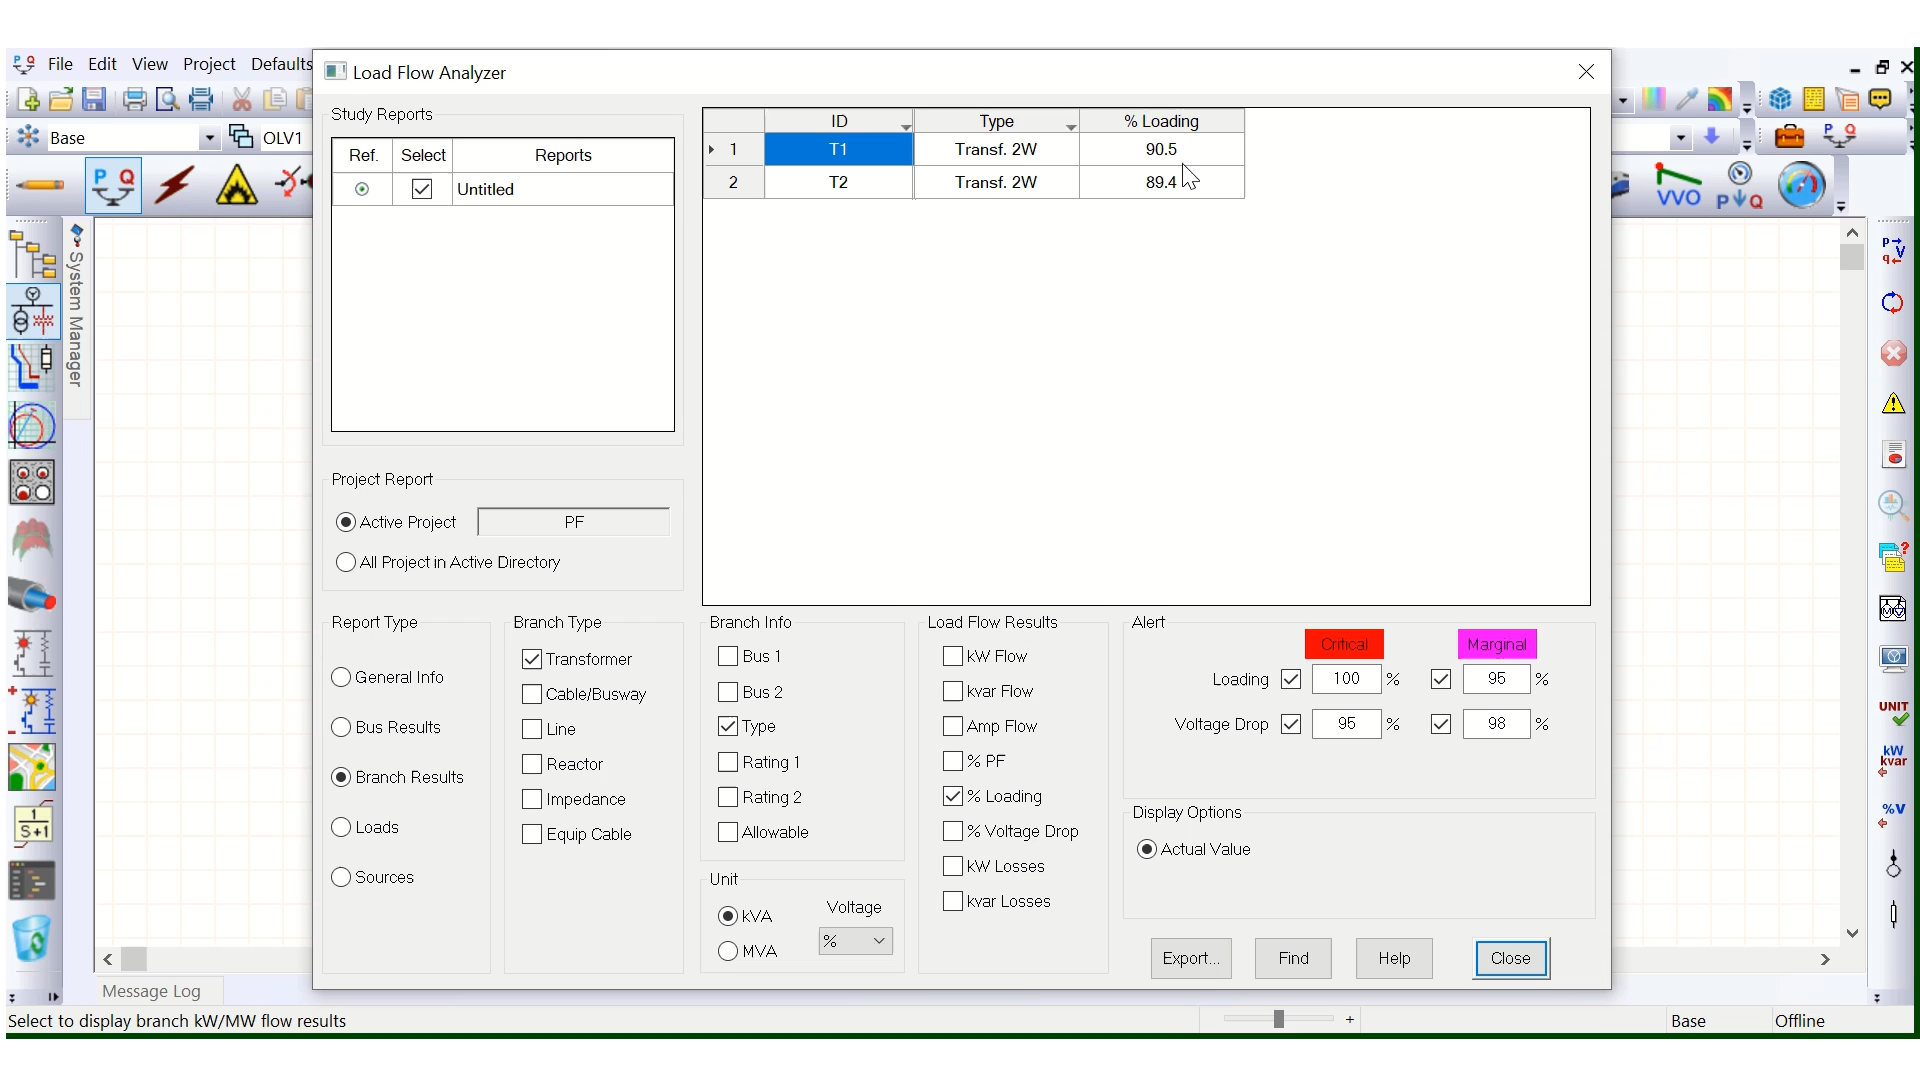 P Q File Edit View Project Defaults
Load Flow Analyzer
Base
OLV1
P Q
VVO
P Q
System Manager
Study Reports
Ref. Select Reports
Untitled
ID Type % Loading
1 T1 Transf. 2W 90.5
2 T2 Transf. 2W 89.4
Project Report
Active Project PF
All Project in Active Directory
Report Type
General Info
Bus Results
Branch Results
Loads
Sources
Branch Type
Transformer
Cable/Busway
Line
Reactor
Impedance
Equip Cable
Branch Info
Bus 1
Bus 2
Type
Rating 1
Rating 2
Allowable
Unit
kVA
MVA
Voltage
%
Load Flow Results
kW Flow
kvar Flow
Amp Flow
% PF
% Loading
% Voltage Drop
kW Losses
kvar Losses
Alert
Critical Marginal
Loading 100 % 95 %
Voltage Drop 95 % 98 %
Display Options
Actual Value
Export... Find Help Close
P V
q
UNIT
kW
kvar
%V
1
S+1
Message Log
Select to display branch kW/MW flow results
+
Base
Offline